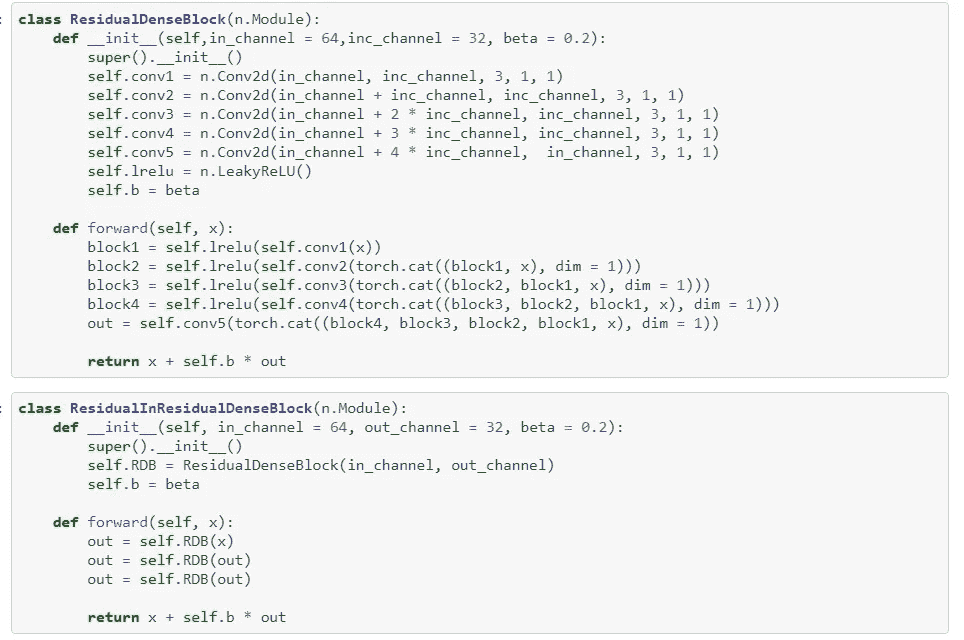 : class ResidualDenseBlock(n.Module):
    def __init__(self,in_channel = 64,inc_channel = 32, beta = 0.2):
        super().__init__()
        self.conv1 = n.Conv2d(in_channel, inc_channel, 3, 1, 1)
        self.conv2 = n.Conv2d(in_channel + inc_channel, inc_channel, 3, 1, 1)
        self.conv3 = n.Conv2d(in_channel + 2 * inc_channel, inc_channel, 3, 1, 1)
        self.conv4 = n.Conv2d(in_channel + 3 * inc_channel, inc_channel, 3, 1, 1)
        self.conv5 = n.Conv2d(in_channel + 4 * inc_channel,  in_channel, 3, 1, 1)
        self.lrelu = n.LeakyReLU()
        self.b = beta

    def forward(self, x):
        block1 = self.lrelu(self.conv1(x))
        block2 = self.lrelu(self.conv2(torch.cat((block1, x), dim = 1)))
        block3 = self.lrelu(self.conv3(torch.cat((block2, block1, x), dim = 1)))
        block4 = self.lrelu(self.conv4(torch.cat((block3, block2, block1, x), dim = 1)))
        out = self.conv5(torch.cat((block4, block3, block2, block1, x), dim = 1))

        return x + self.b * out

: class ResidualInResidualDenseBlock(n.Module):
    def __init__(self, in_channel = 64, out_channel = 32, beta = 0.2):
        super().__init__()
        self.RDB = ResidualDenseBlock(in_channel, out_channel)
        self.b = beta

    def forward(self, x):
        out = self.RDB(x)
        out = self.RDB(out)
        out = self.RDB(out)

        return x + self.b * out